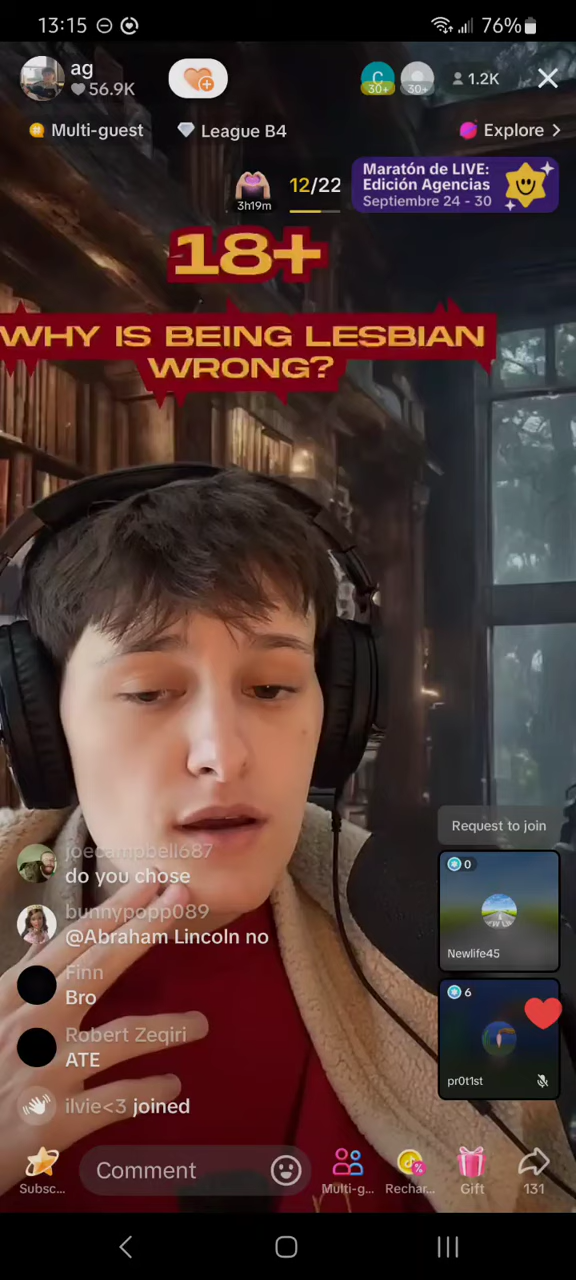 13:15
76%
ag
56.9K
C
30+
30+
1.2K
Multi-guest
League B4
Explore >
12/22
3h19m
Maratón de LIVE:
Edición Agencias
Septiembre 24 - 30
18+
WHY IS BEING LESBIAN
WRONG?
Request to join
joecampbell687
do you chose
0
bunnypopp089
@Abraham Lincoln no
Newlife45
Finn
Bro
6
Robert Zeqiri
ATE
pr0t1st
ilvie<3 joined
Comment
Subsc...
Multi-g...
Rechar...
Gift
131